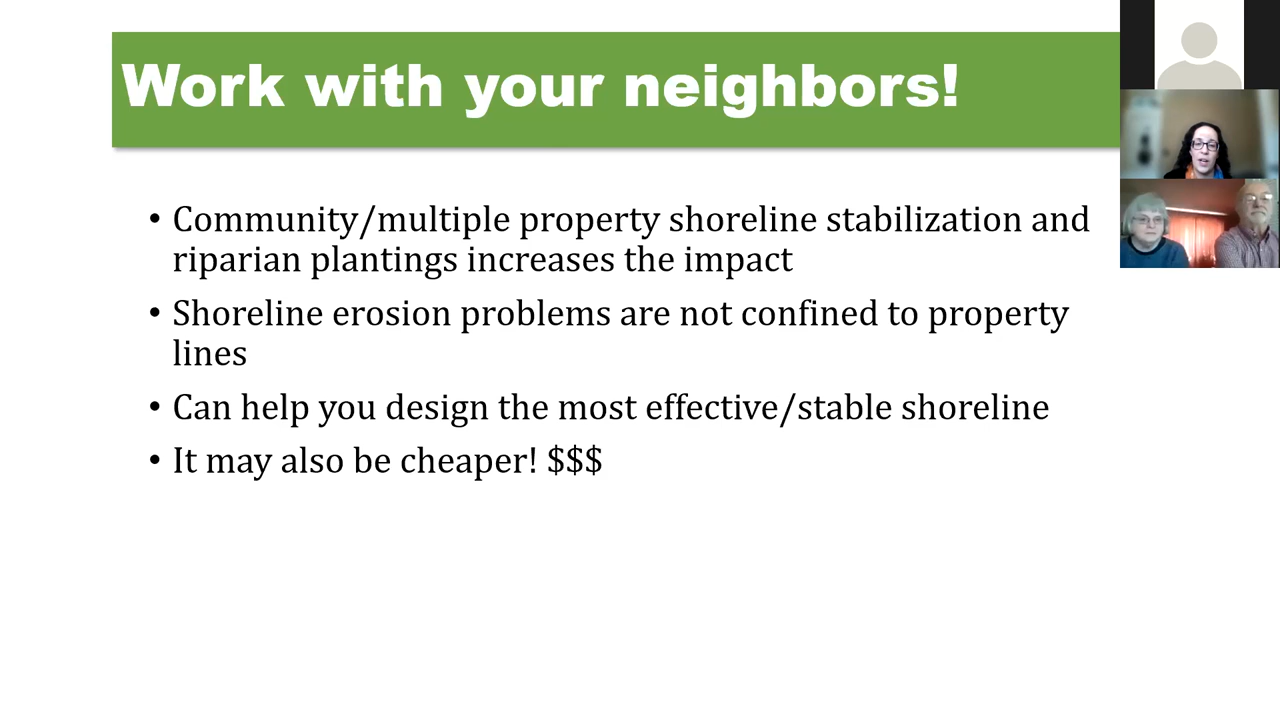 Work with your neighbors!
• Community/multiple property shoreline stabilization and
riparian plantings increases the impact
• Shoreline erosion problems are not confined to property
lines
• Can help you design the most effective/stable shoreline
• It may also be cheaper! $$$